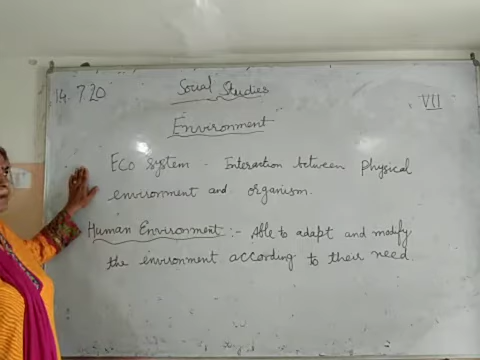 14.7.20
Social Studies
VII
Environment
Eco system - Interaction between physical
environment and organism.
Human Environment :- Able to adapt and modify
the environment according to their need.